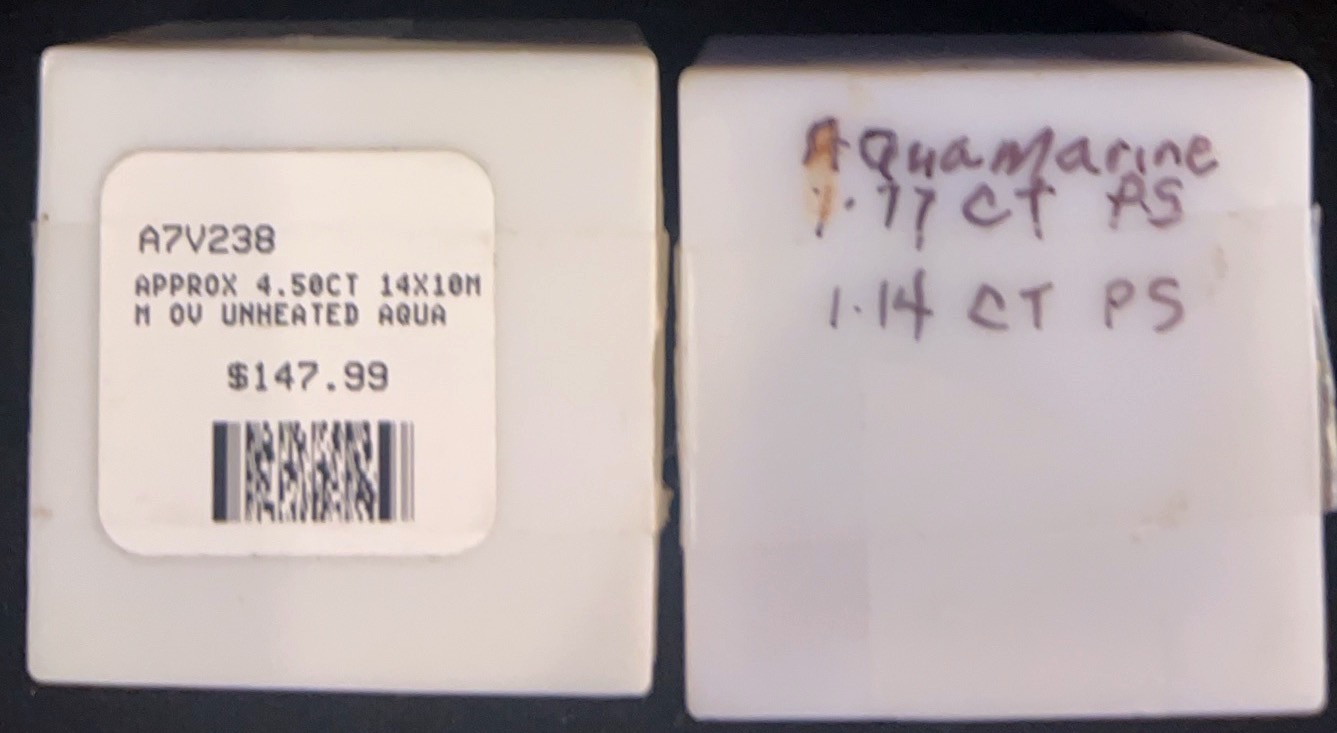 A7V238
APPROX 4.50CT 14X10M
M OV UNHEATED AQUA
$147.99
AquaMarine
1.77 CT PS
1.14 CT PS